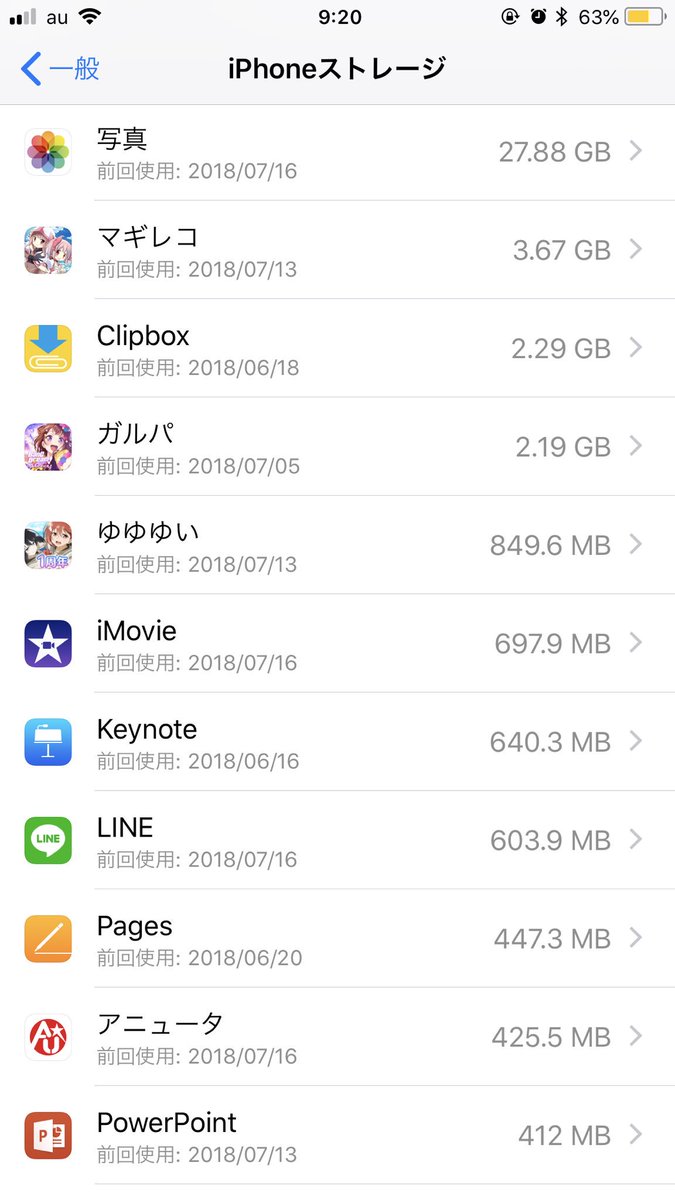 au 9:20 63%
一般 iPhoneストレージ
写真
前回使用: 2018/07/16
27.88 GB
マギレコ
前回使用: 2018/07/13
3.67 GB
Clipbox
前回使用: 2018/06/18
2.29 GB
ガルパ
前回使用: 2018/07/05
2.19 GB
1周年
ゆゆゆい
前回使用: 2018/07/13
849.6 MB
iMovie
前回使用: 2018/07/16
697.9 MB
Keynote
前回使用: 2018/06/16
640.3 MB
LINE
LINE
前回使用: 2018/07/16
603.9 MB
Pages
前回使用: 2018/06/20
447.3 MB
AU
アニュータ
前回使用: 2018/07/16
425.5 MB
P
PowerPoint
前回使用: 2018/07/13
412 MB